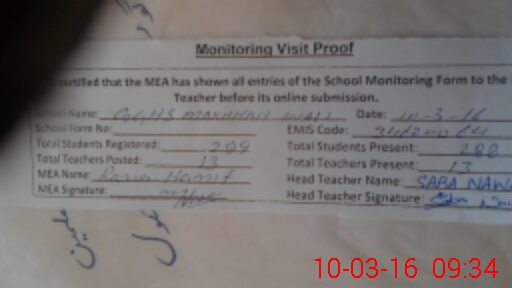 Monitoring Visit Proof
certified that the MEA has shown all entries of the School Monitoring Form to the
Teacher before its online submission.
School Name: GGHS Date: 10-3-16
School Form No: EMIS Code:
Total Students Registered: 299 Total Students Present: 288
Total Teachers Posted: 13 Total Teachers Present: 13
MEA Name: Head Teacher Name: SABA NAWA
MEA Signature: Head Teacher Signature:
10-03-16 09:34